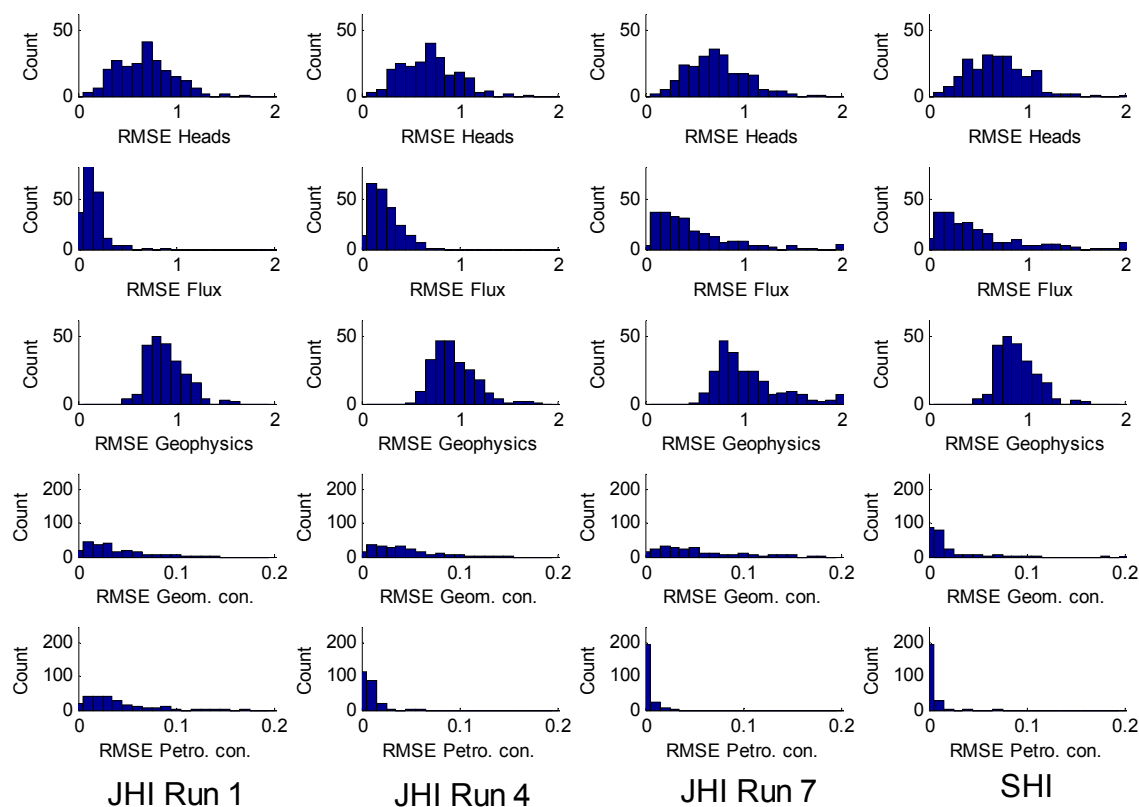 Count 50 0 0 1 2 RMSE Heads
Count 50 0 0 1 2 RMSE Heads
Count 50 0 0 1 2 RMSE Heads
Count 50 0 0 1 2 RMSE Heads
Count 50 0 0 1 2 RMSE Flux
Count 50 0 0 1 2 RMSE Flux
Count 50 0 0 1 2 RMSE Flux
Count 50 0 0 1 2 RMSE Flux
Count 50 0 0 1 2 RMSE Geophysics
Count 50 0 0 1 2 RMSE Geophysics
Count 50 0 0 1 2 RMSE Geophysics
Count 50 0 0 1 2 RMSE Geophysics
Count 200 100 0 0 0.1 0.2 RMSE Geom. con.
Count 200 100 0 0 0.1 0.2 RMSE Geom. con.
Count 200 100 0 0 0.1 0.2 RMSE Geom. con.
Count 200 100 0 0 0.1 0.2 RMSE Geom. con.
Count 200 100 0 0 0.1 0.2 RMSE Petro. con.
Count 200 100 0 0 0.1 0.2 RMSE Petro. con.
Count 200 100 0 0 0.1 0.2 RMSE Petro. con.
Count 200 100 0 0 0.1 0.2 RMSE Petro. con.
JHI Run 1
JHI Run 4
JHI Run 7
SHI